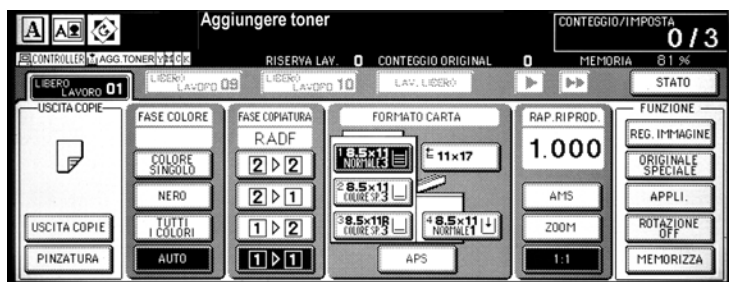 A A Aggiungere toner CONTEGGIO/IMPOSTA
0/3
CONTROLLER AGG.TONER Y M C K RISERVA LAV. 0 CONTEGGIO ORIGINAL 0 MEMORIA 81 %
LIBERO LAVORO 01 LIBERO LAVORO 09 LIBERO LAVORO 10 LAV.LIBERO STATO
USCITA COPIE
USCITA COPIE
PINZATURA
FASE COLORE
COLORE SINGOLO
NERO
TUTTI I COLORI
AUTO
FASE COPIATURA
RADF
2 2
2 1
1 2
1 1
FORMATO CARTA
1 8.5x11 NORMALE3
11x17
2 8.5x11 COLORE SP.3
3 8.5x11R COLORE SP.3
4 8.5x11 NORMALE1
APS
RAP.RIPROD.
1.000
AMS
ZOOM
1:1
FUNZIONE
REG. IMMAGINE
ORIGINALE SPECIALE
APPLI.
ROTAZIONE OFF
MEMORIZZA